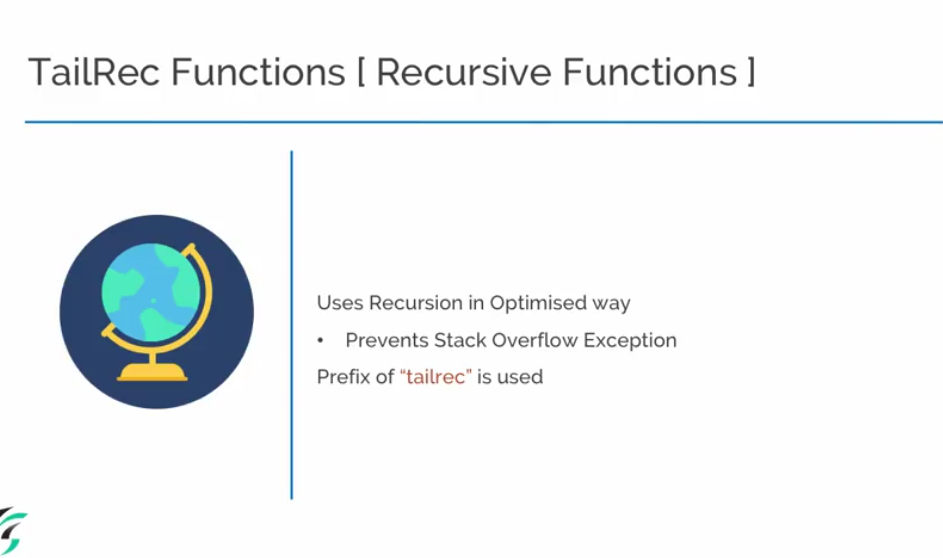 TailRec Functions [ Recursive Functions ]
Uses Recursion in Optimised way
• Prevents Stack Overflow Exception
Prefix of “tailrec” is used